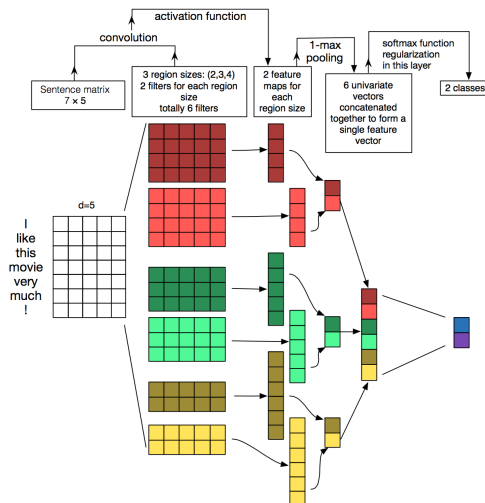 activation function
convolution
1-max
pooling
softmax function
regularization
in this layer
Sentence matrix
7 × 5
3 region sizes: (2,3,4)
2 filters for each region
size
totally 6 filters
2 feature
maps for
each
region size
6 univariate
vectors
concatenated
together to form a
single feature
vector
2 classes
d=5
I
like
this
movie
very
much
!